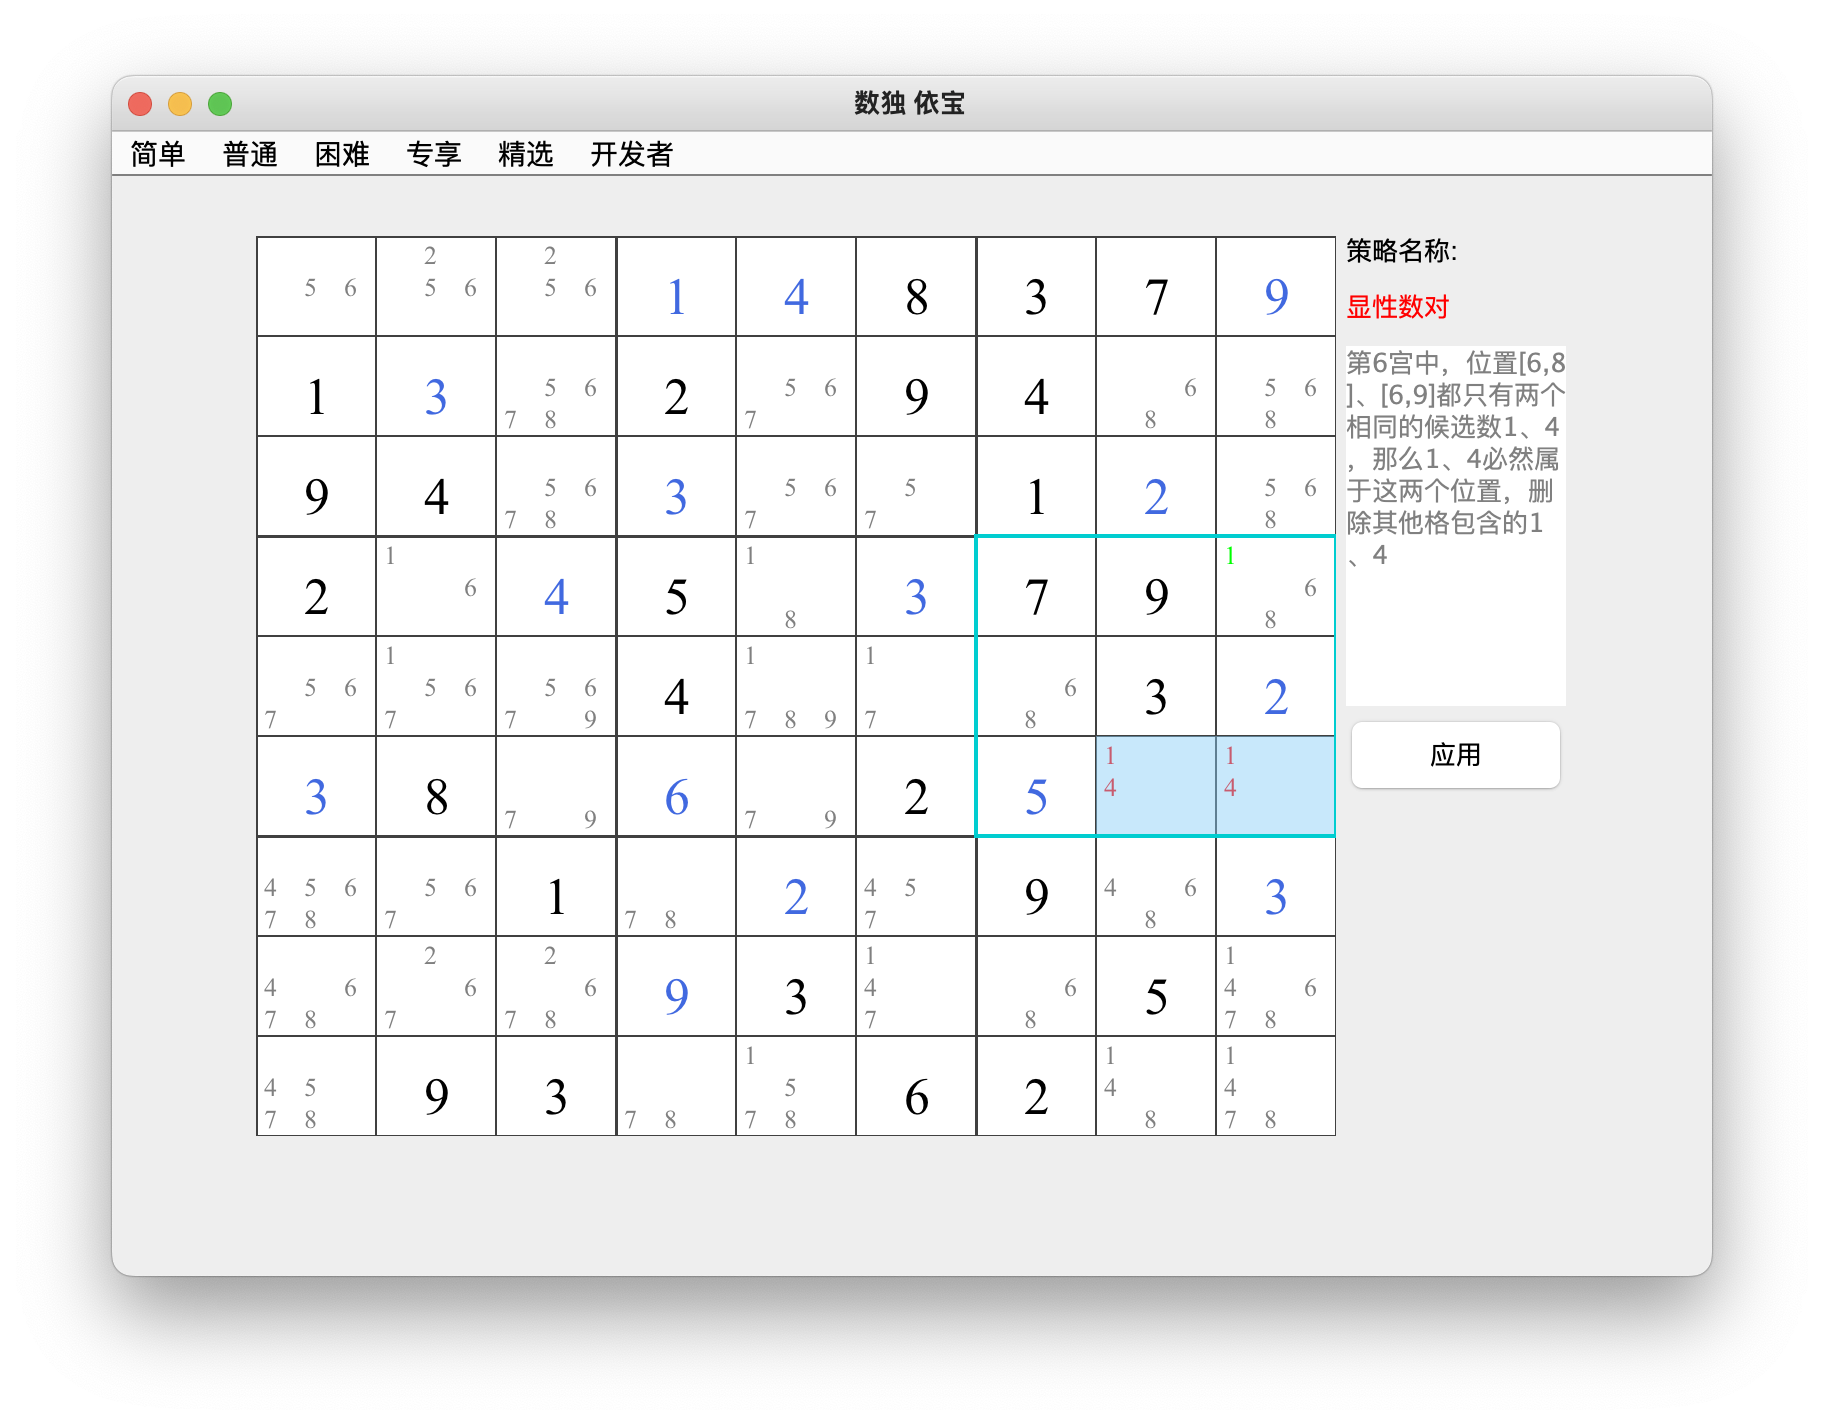 数独 依宝
简单 普通 困难 专享 精选 开发者
策略名称:
显性数对
第6宫中，位置[6,8
]、[6,9]都只有两个
相同的候选数1、4
，那么1、4必然属
于这两个位置，删
除其他格包含的1
、4
应用
5 6 2 5 6 2 5 6 1 4 8 3 7 9
1 3 5 6 7 8 2 5 6 7 9 4 6 8 5 6 8
9 4 5 6 7 8 3 5 6 7 5 7 1 2 5 6 8
2 1 6 4 5 1 8 3 7 9 1 6 8
5 6 7 1 5 6 7 5 6 7 9 4 1 7 8 9 1 7 6 8 3 2
3 8 7 9 6 7 9 2 5 1 4 1 4
4 5 6 7 8 5 6 7 1 7 8 2 4 5 7 9 4 6 8 3
4 6 7 8 2 6 7 2 6 7 8 9 3 1 4 7 6 8 5 1 4 6 7 8
4 5 7 8 9 3 7 8 1 5 7 8 6 2 1 4 8 1 4 7 8